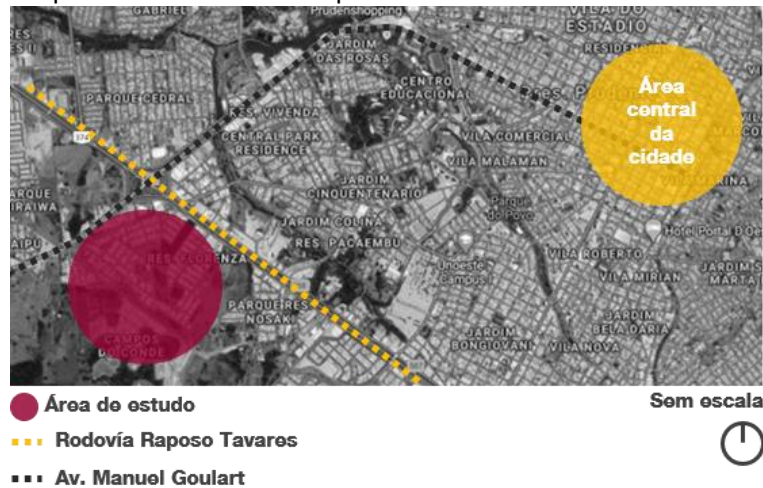 GABRIEL
Prudenshopping
VILA DO
ESTADIO
RESIDENCIAL
JARDIM
DAS ROSAS
CENTRO
EDUCACIONAL
PARQUE CEDRAL
RES. VIVENDA
CENTRAL PARK
RESIDENCE
VILA COMERCIAL
VILA MALAMAN
Área
central
da
cidade
JARDIM
CINQUENTENARIO
Parque
do Povo
JARDIM COLINA
RES. PACAEMBU
Hotel Portal D'Oe
VILA ROBERTO
RES. FLORENZA
Unoeste
Campus I
VILA MIRIAN
JARDIM S
MARTA
PARQUE RES.
NOSAKI
JARDIM
BELA DARIA
CAMPOS
DO CONDE
JARDIM
BONGIOVANI
VILA NOVA
Área de estudo
Sem escala
Rodovía Raposo Tavares
Av. Manuel Goulart